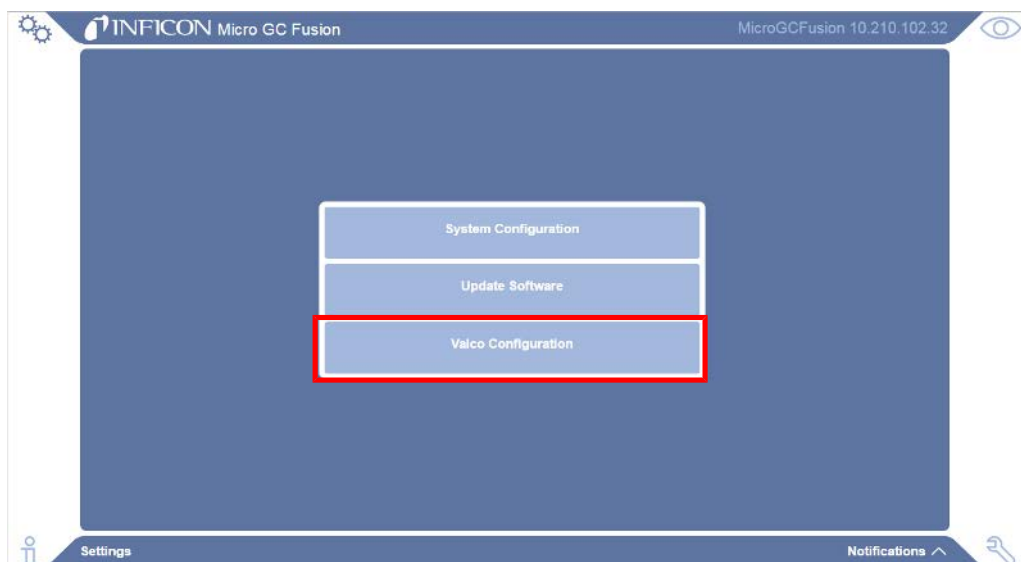 INFICON Micro GC Fusion
MicroGCFusion 10.210.102.32
System Configuration
Update Software
Valco Configuration
Settings
Notifications